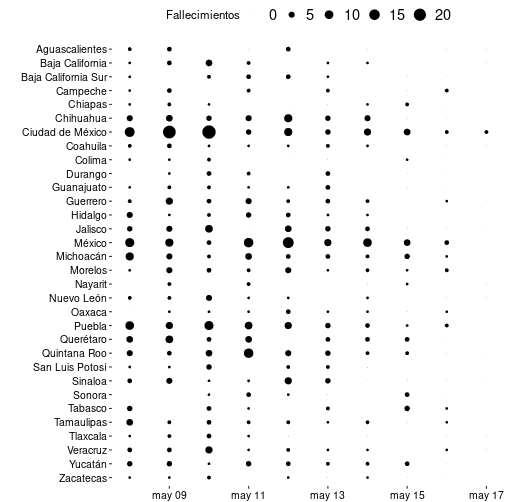 Fallecimientos 0 5 10 15 20
Aguascalientes
Baja California
Baja California Sur
Campeche
Chiapas
Chihuahua
Ciudad de México
Coahuila
Colima
Durango
Guanajuato
Guerrero
Hidalgo
Jalisco
México
Michoacán
Morelos
Nayarit
Nuevo León
Oaxaca
Puebla
Querétaro
Quintana Roo
San Luis Potosí
Sinaloa
Sonora
Tabasco
Tamaulipas
Tlaxcala
Veracruz
Yucatán
Zacatecas
may 09 may 11 may 13 may 15 may 17